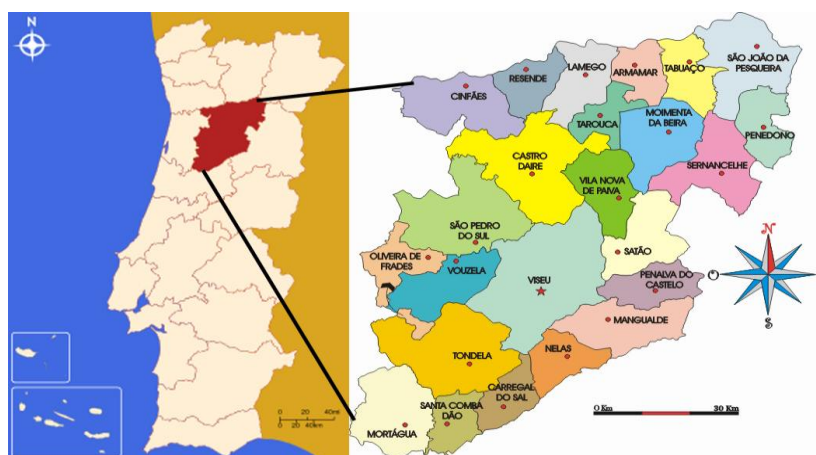 N
0 20 40mi
0 20 40km
CINFÃES
RESENDE
LAMEGO
ARMAMAR
TABUAÇO
SÃO JOÃO DA
PESQUEIRA
TAROUCA
MOIMENTA
DA BEIRA
PENEDONO
CASTRO
DAIRE
SERNANCELHE
VILA NOVA
DE PAIVA
SÃO PEDRO
DO SUL
SATÃO
OLIVEIRA DE
FRADES
VOUZELA
VISEU
PENALVA DO
CASTELO
MANGUALDE
TONDELA
NELAS
CARREGAL
DO SAL
SANTA COMBA
DÃO
MORTÁGUA
N
O
S
0 Km
30 Km